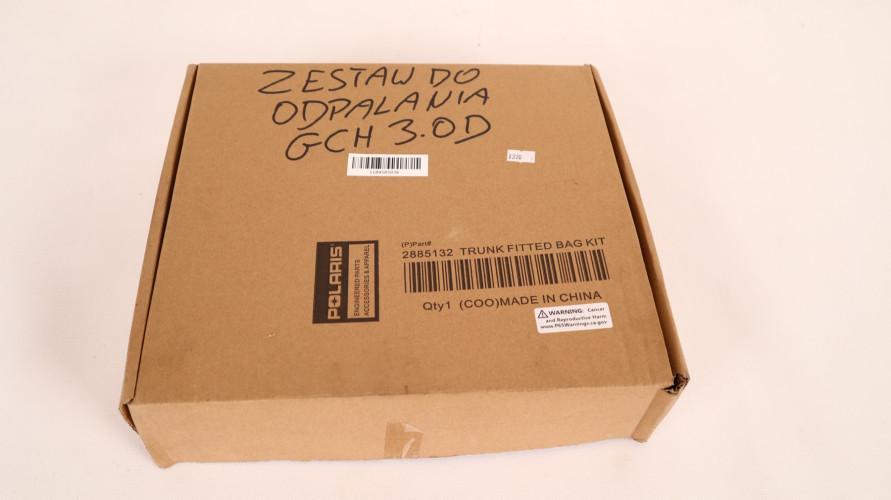 ZESTAW DO
ODPALANIA
GCH 3.0D
(P)Part#
2885132 TRUNK FITTED BAG KIT
Qty1 (COO)MADE IN CHINA
POLARIS
ENGINEERED PARTS
ACCESSORIES & APPAREL
WARNING: Cancer
and Reproductive Harm
www.P65Warnings.ca.gov